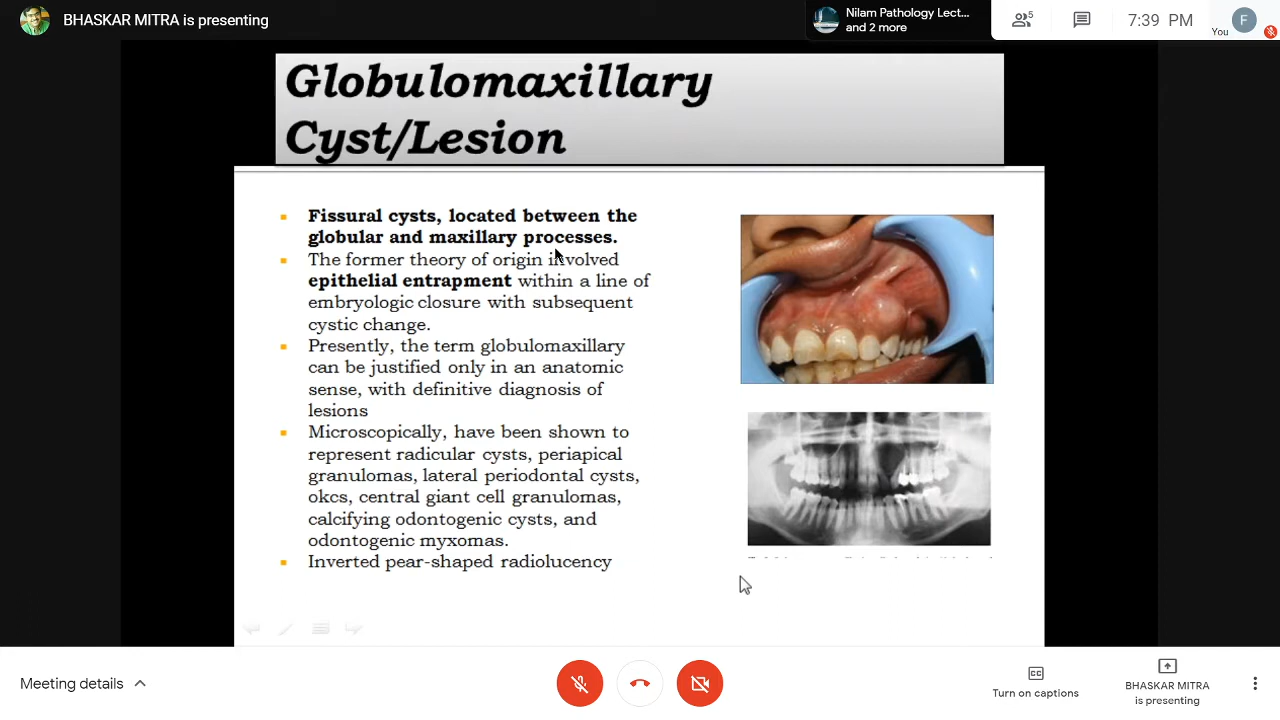 BHASKAR MITRA is presenting
Nilam Pathology Lect...
and 2 more
5
7:39 PM
You
F
Globulomaxillary
Cyst/Lesion
Fissural cysts, located between the
globular and maxillary processes.
The former theory of origin involved
epithelial entrapment within a line of
embryologic closure with subsequent
cystic change.
Presently, the term globulomaxillary
can be justified only in an anatomic
sense, with definitive diagnosis of
lesions
Microscopically, have been shown to
represent radicular cysts, periapical
granulomas, lateral periodontal cysts,
okcs, central giant cell granulomas,
calcifying odontogenic cysts, and
odontogenic myxomas.
Inverted pear-shaped radiolucency
Meeting details
CC
Turn on captions
BHASKAR MITRA
is presenting